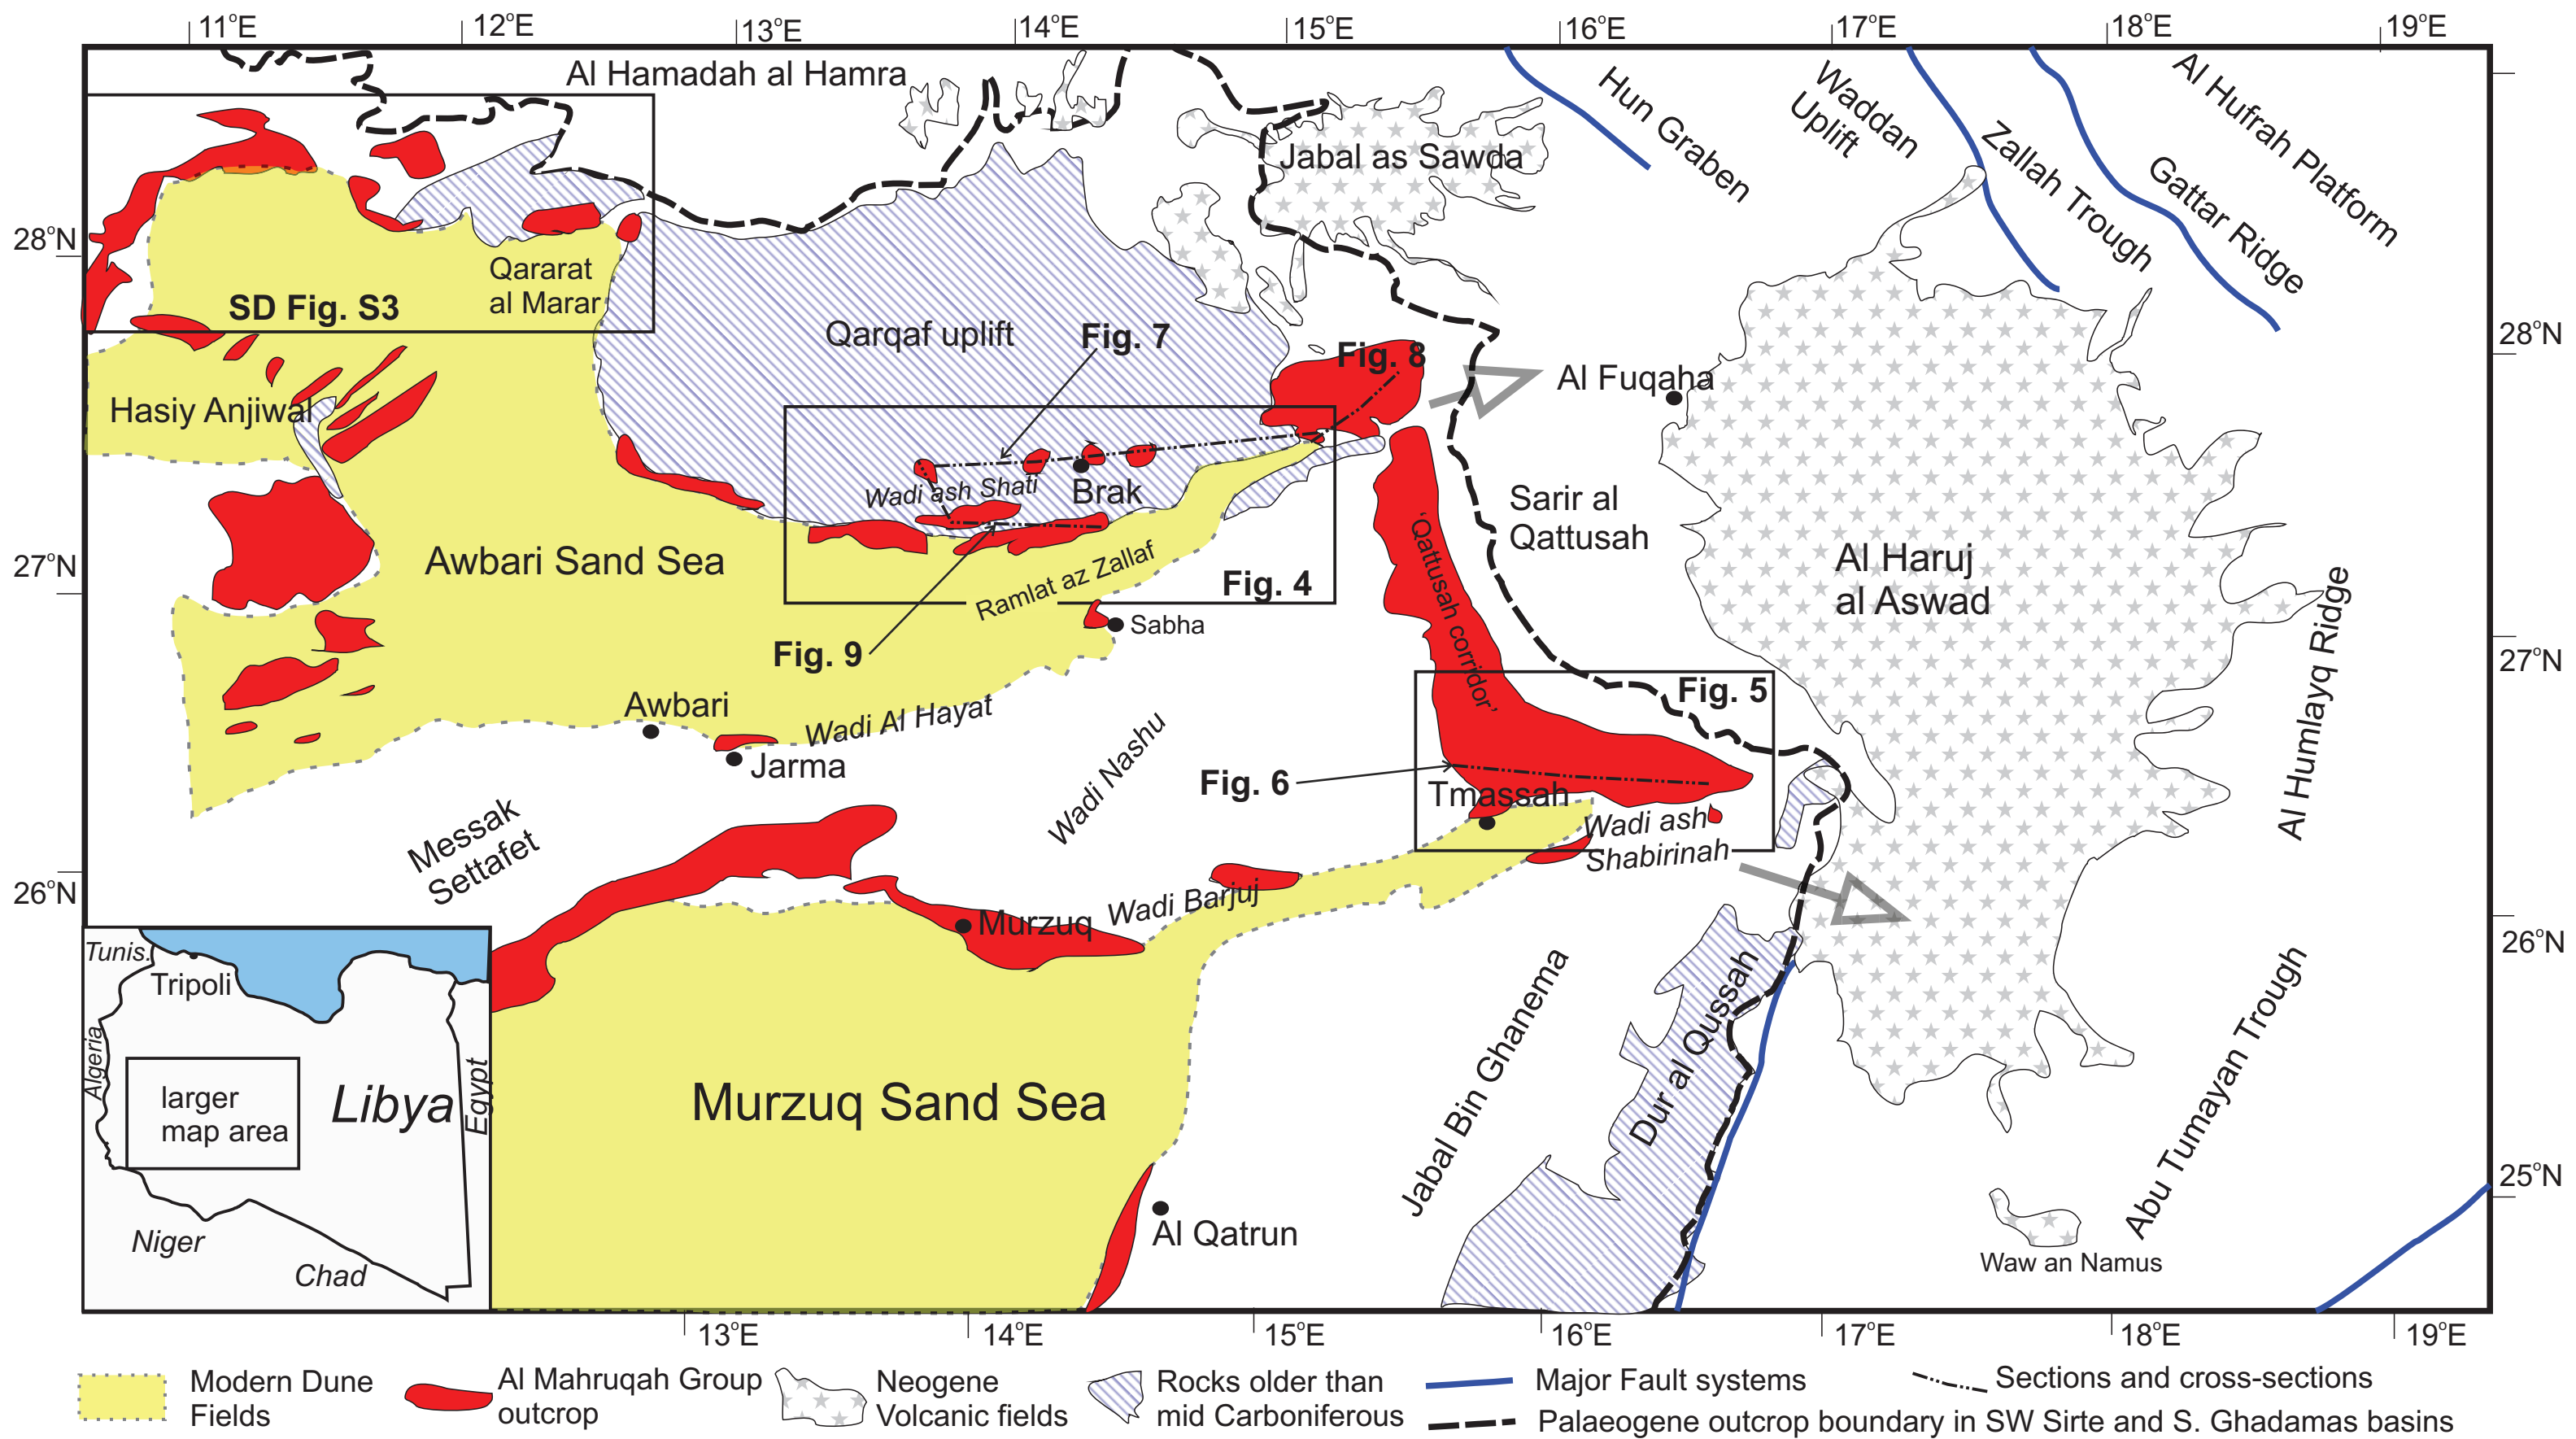 11°E 12°E 13°E 14°E 15°E 16°E 17°E 18°E 19°E
Al Hamadah al Hamra
Jabal as Sawda
Hun Graben
Waddan
Uplift
Zallah Trough
Gattar Ridge
Al Hufrah Platform
28°N
28°N
Qararat
al Marar
SD Fig. S3
Qarqaf uplift
Fig. 7
Fig. 8
Al Fuqaha
Hasiy Anjiwal
Wadi ash Shati
Brak
Sarir al
Qattusah
'Qattusah corridor'
Awbari Sand Sea
Ramlat az Zallaf
Fig. 4
Al Haruj
al Aswad
27°N
27°N
Sabha
Fig. 9
Al Humlayq Ridge
Awbari
Wadi Al Hayat
Jarma
Wadi Nashu
Fig. 5
Fig. 6
Tmassah
Wadi ash
Shabirinah
Messak
Settafet
26°N
26°N
Murzuq
Wadi Barjuj
Jabal Bin Ghanema
Dur al Qussah
Abu Tumayan Trough
Murzuq Sand Sea
25°N
Al Qatrun
Waw an Namus
Tunis.
Tripoli
Algeria
larger
map area
Libya
Egypt
Niger
Chad
13°E 14°E 15°E 16°E 17°E 18°E 19°E
Modern Dune
Fields
Al Mahruqah Group
outcrop
Neogene
Volcanic fields
Rocks older than
mid Carboniferous
Major Fault systems
Sections and cross-sections
Palaeogene outcrop boundary in SW Sirte and S. Ghadamas basins